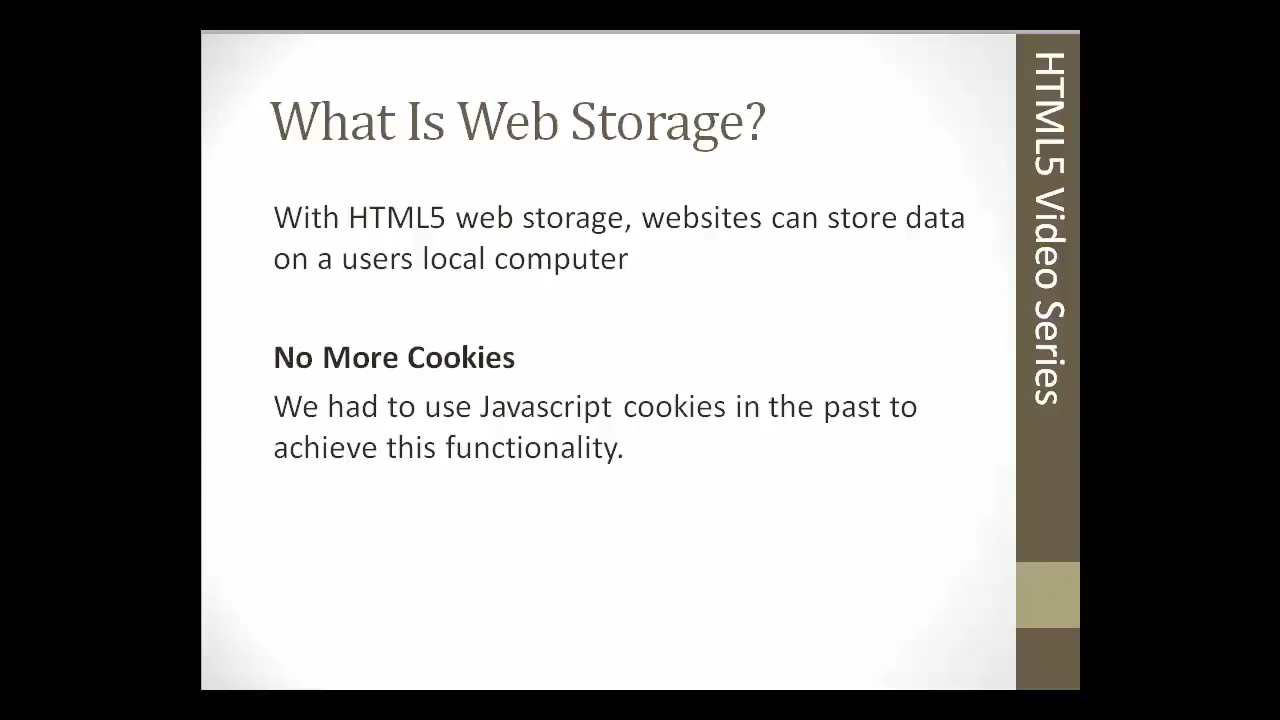 What Is Web Storage?
With HTML5 web storage, websites can store data
on a users local computer
No More Cookies
We had to use Javascript cookies in the past to
achieve this functionality.
HTML5 Video Series